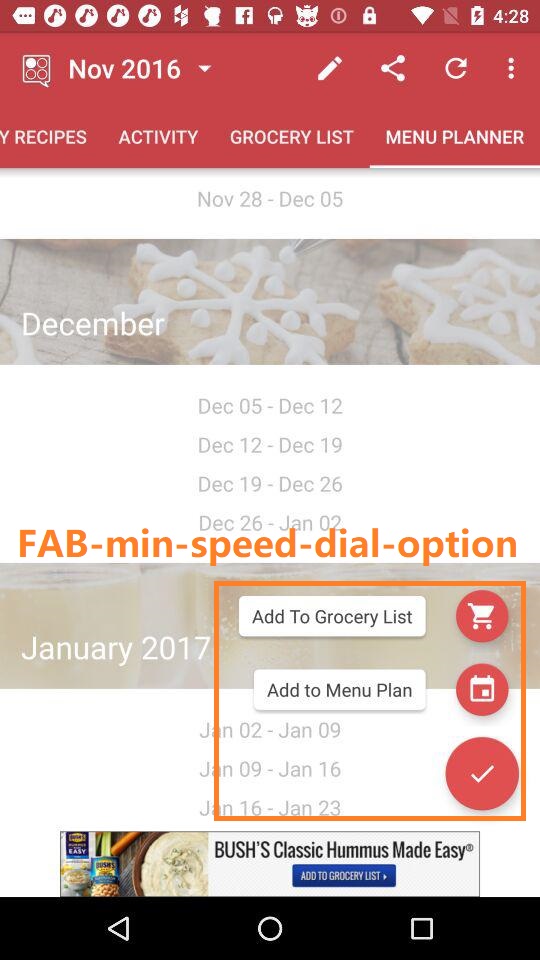 4:28
Nov 2016
Y RECIPES ACTIVITY GROCERY LIST MENU PLANNER
Nov 28 - Dec 05
December
Dec 05 - Dec 12
Dec 12 - Dec 19
Dec 19 - Dec 26
Dec 26 - Jan 02
FAB-min-speed-dial-option
Add To Grocery List
January 2017
Add to Menu Plan
Jan 02 - Jan 09
Jan 09 - Jan 16
Jan 16 - Jan 23
BUSH'S Classic Hummus Made Easy®
ADD TO GROCERY LIST